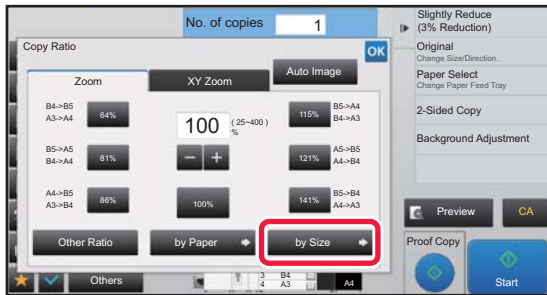 No. of copies
1
Slightly Reduce
(3% Reduction)
Original
Change Size/Direction.
Paper Select
Change Paper Feed Tray
2-Sided Copy
Background Adjustment
Preview
CA
Proof Copy
Start
Copy Ratio
OK
Zoom
XY Zoom
Auto Image
B4->B5
A3->A4
64%
B5->A5
B4->A4
81%
A4->B5
A3->B4
86%
100
(25~400)
%
100%
115%
B5->A4
B4->A3
121%
A5->B5
A4->B4
141%
B5->B4
A4->A3
Other Ratio
by Paper
by Size
Others
3 B4
4 A3
A4